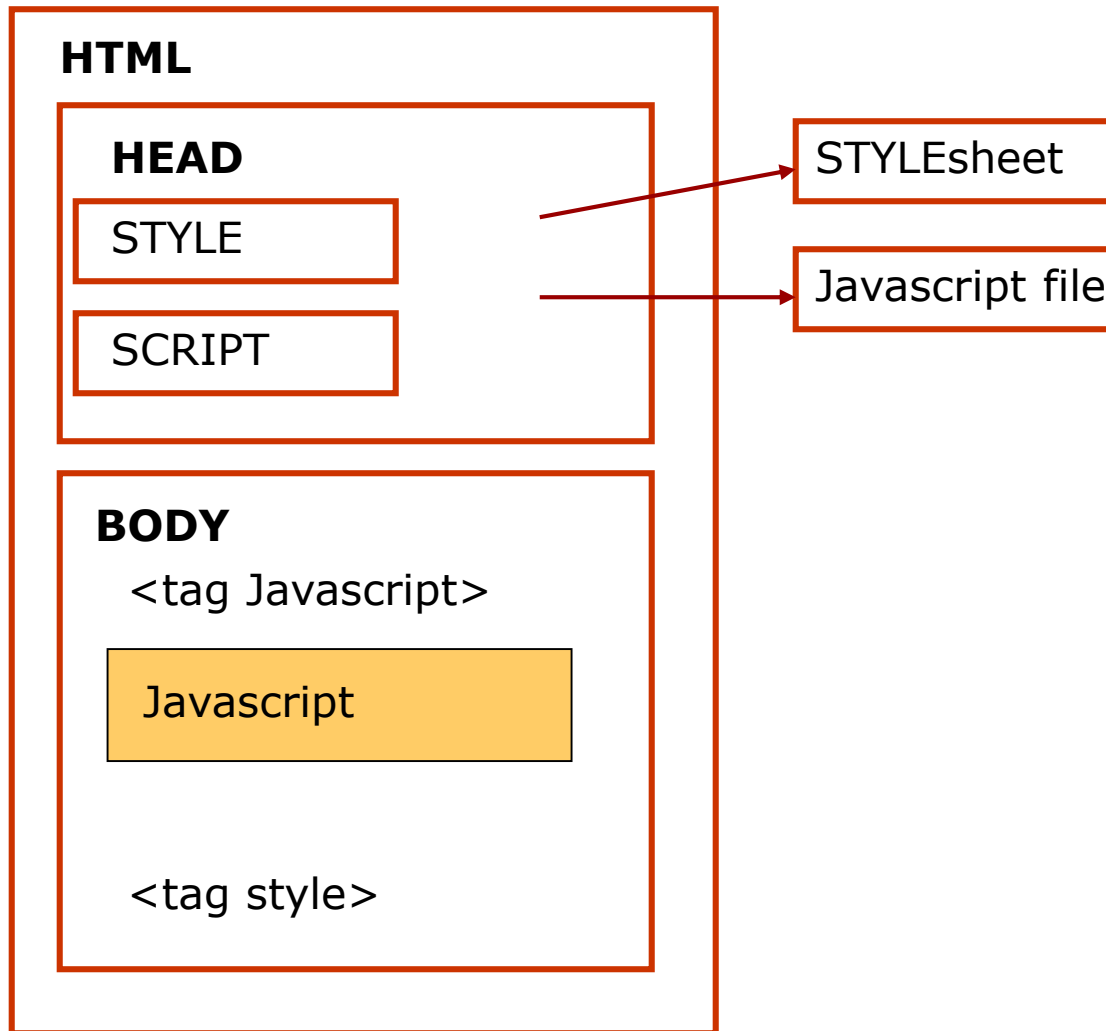 HTML
HEAD
STYLE
SCRIPT
STYLEsheet
Javascript file
BODY
<tag Javascript>
Javascript
<tag style>